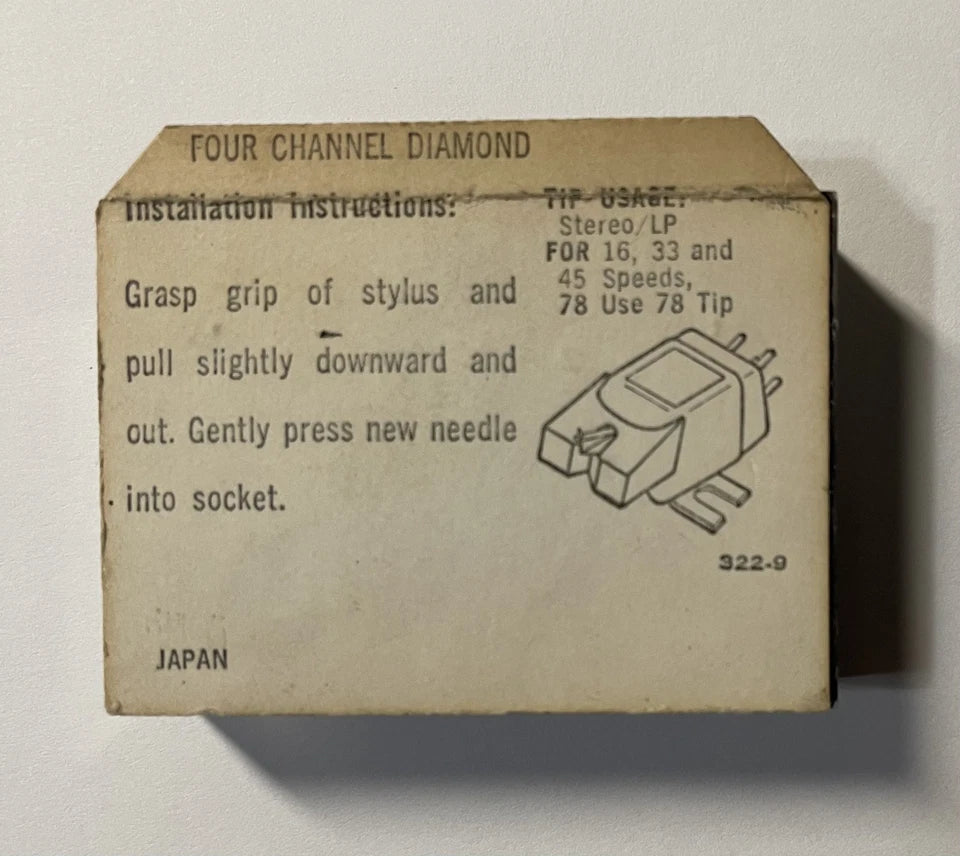 FOUR CHANNEL DIAMOND
Installation Instructions:
Grasp grip of stylus and
pull slightly downward and
out. Gently press new needle
into socket.
TIP USAGE:
Stereo/LP
FOR 16, 33 and
45 Speeds,
78 Use 78 Tip
322-9
JAPAN